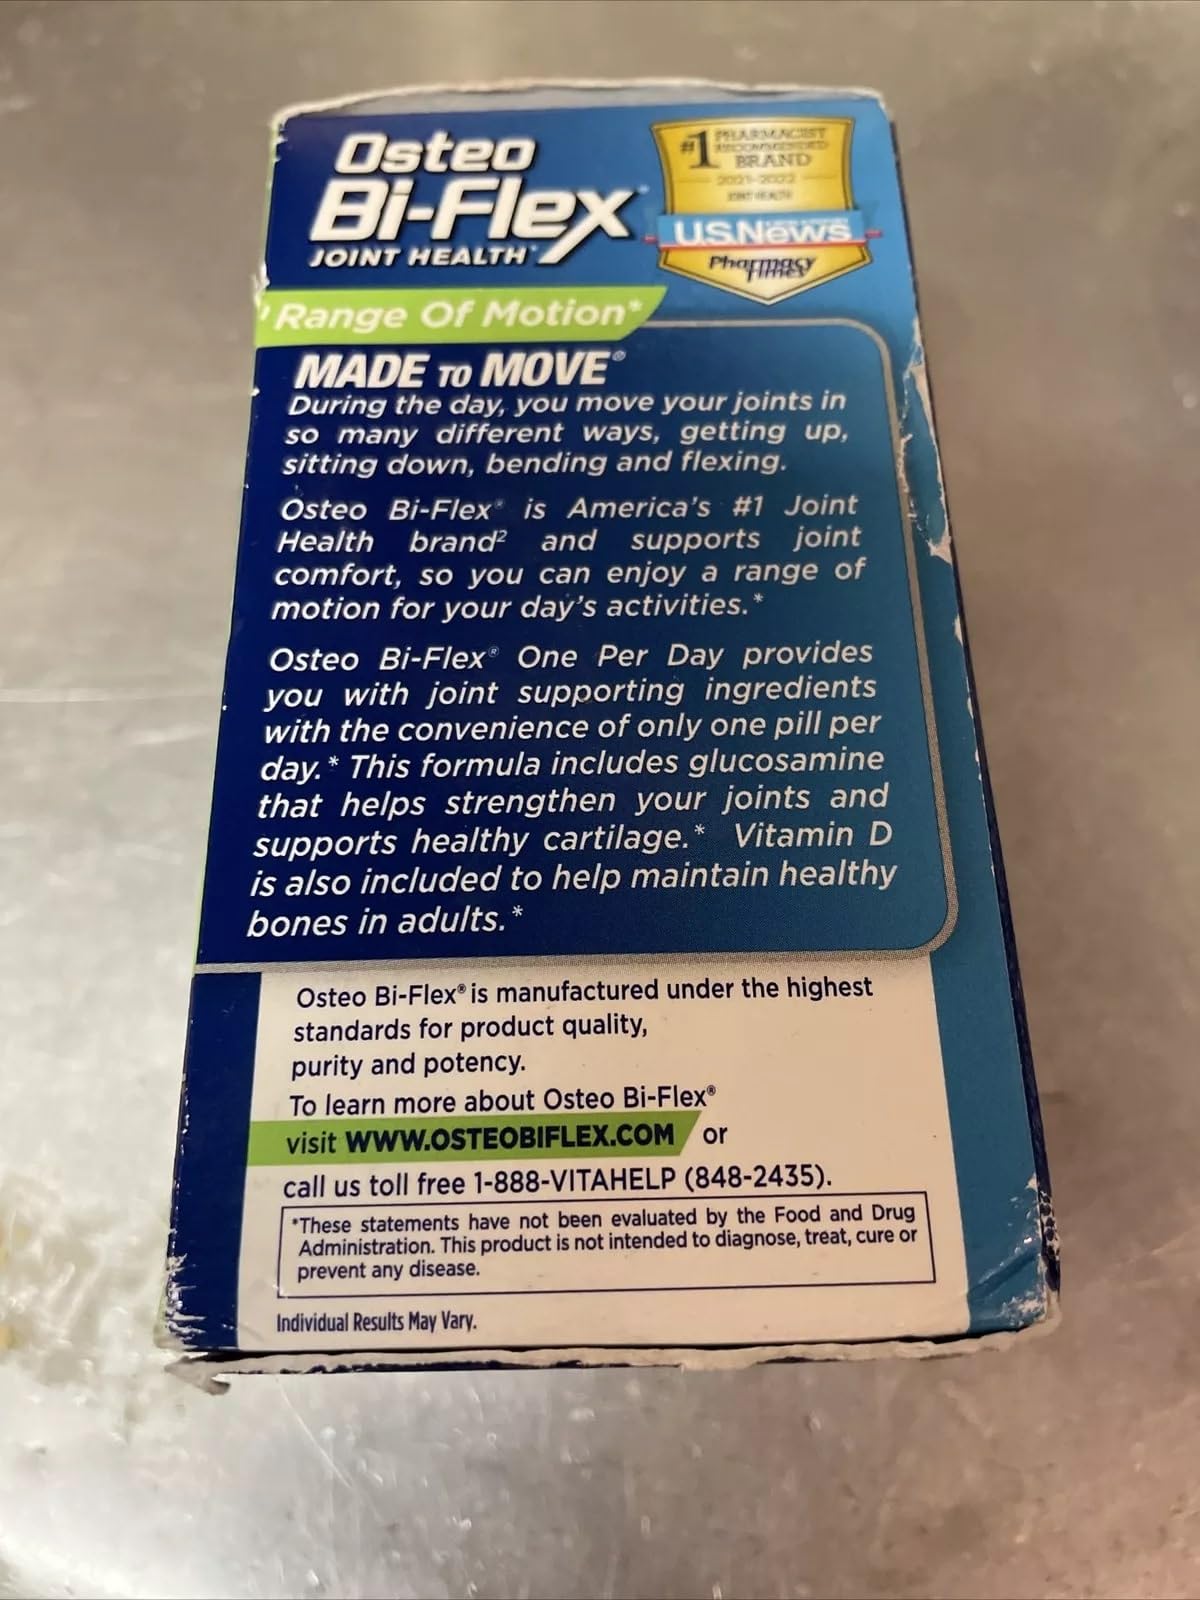 Osteo
Bi-Flex
JOINT HEALTH*
#1 PHARMACIST
RECOMMENDED
BRAND
2021-2022
U.S.News
Pharmacy
Times
Range Of Motion*
MADE TO MOVE®
During the day, you move your joints in
so many different ways, getting up,
sitting down, bending and flexing.
Osteo Bi-Flex® is America's #1 Joint
Health brand² and supports joint
comfort, so you can enjoy a range of
motion for your day's activities.*
Osteo Bi-Flex® One Per Day provides
you with joint supporting ingredients
with the convenience of only one pill per
day.* This formula includes glucosamine
that helps strengthen your joints and
supports healthy cartilage.* Vitamin D
is also included to help maintain healthy
bones in adults.*
Osteo Bi-Flex® is manufactured under the highest
standards for product quality,
purity and potency.
To learn more about Osteo Bi-Flex®
visit WWW.OSTEOBIFLEX.COM or
call us toll free 1-888-VITAHELP (848-2435).
*These statements have not been evaluated by the Food and Drug
Administration. This product is not intended to diagnose, treat, cure or
prevent any disease.
Individual Results May Vary.